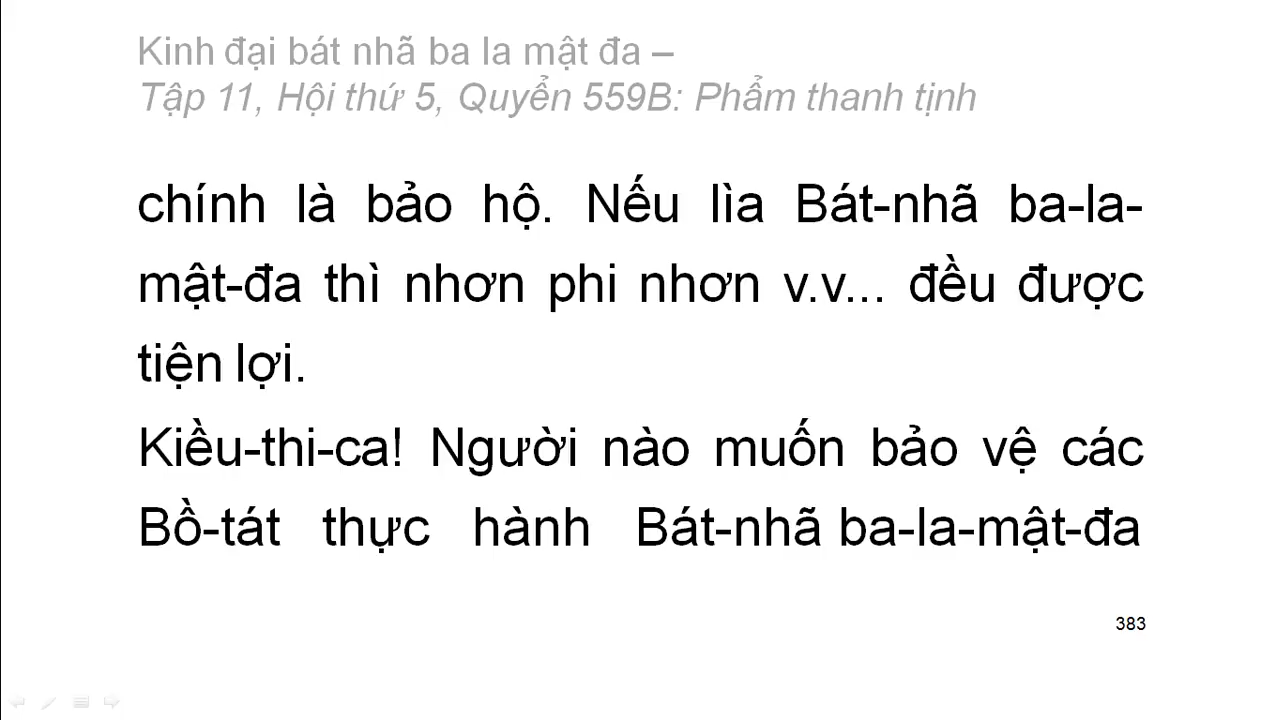 Kinh đại bát nhã ba la mật đa –
Tập 11, Hội thứ 5, Quyển 559B: Phẩm thanh tịnh
chính là bảo hộ. Nếu lìa Bát-nhã ba-la-
mật-đa thì nhơn phi nhơn v.v... đều được
tiện lợi.
Kiều-thi-ca! Người nào muốn bảo vệ các
Bồ-tát thực hành Bát-nhã ba-la-mật-đa
383